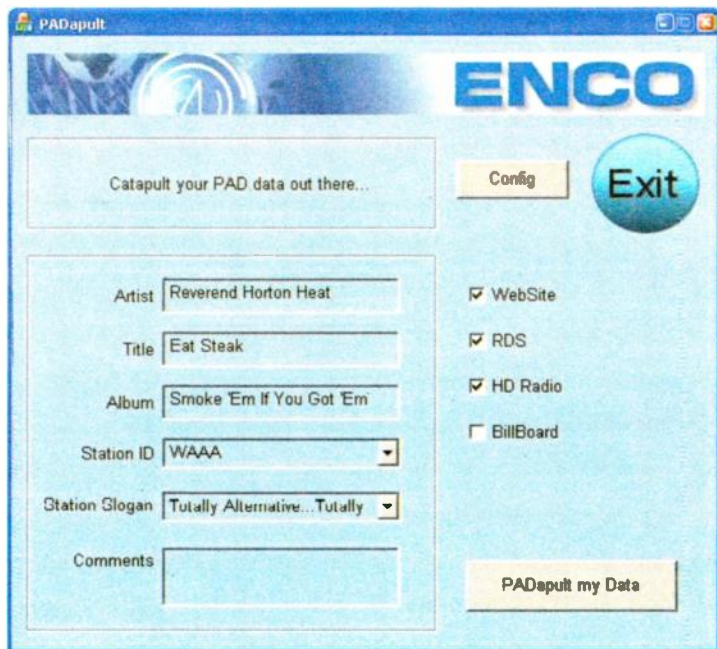 PADapult
ENCO
Catapult your PAD data out there...
Config
Exit
Artist Reverend Horton Heat
WebSite
Title Eat Steak
RDS
Album Smoke 'Em If You Got 'Em
HD Radio
Station ID WAAA
BillBoard
Station Slogan Totally Alternative...Totally
Comments
PADapult my Data